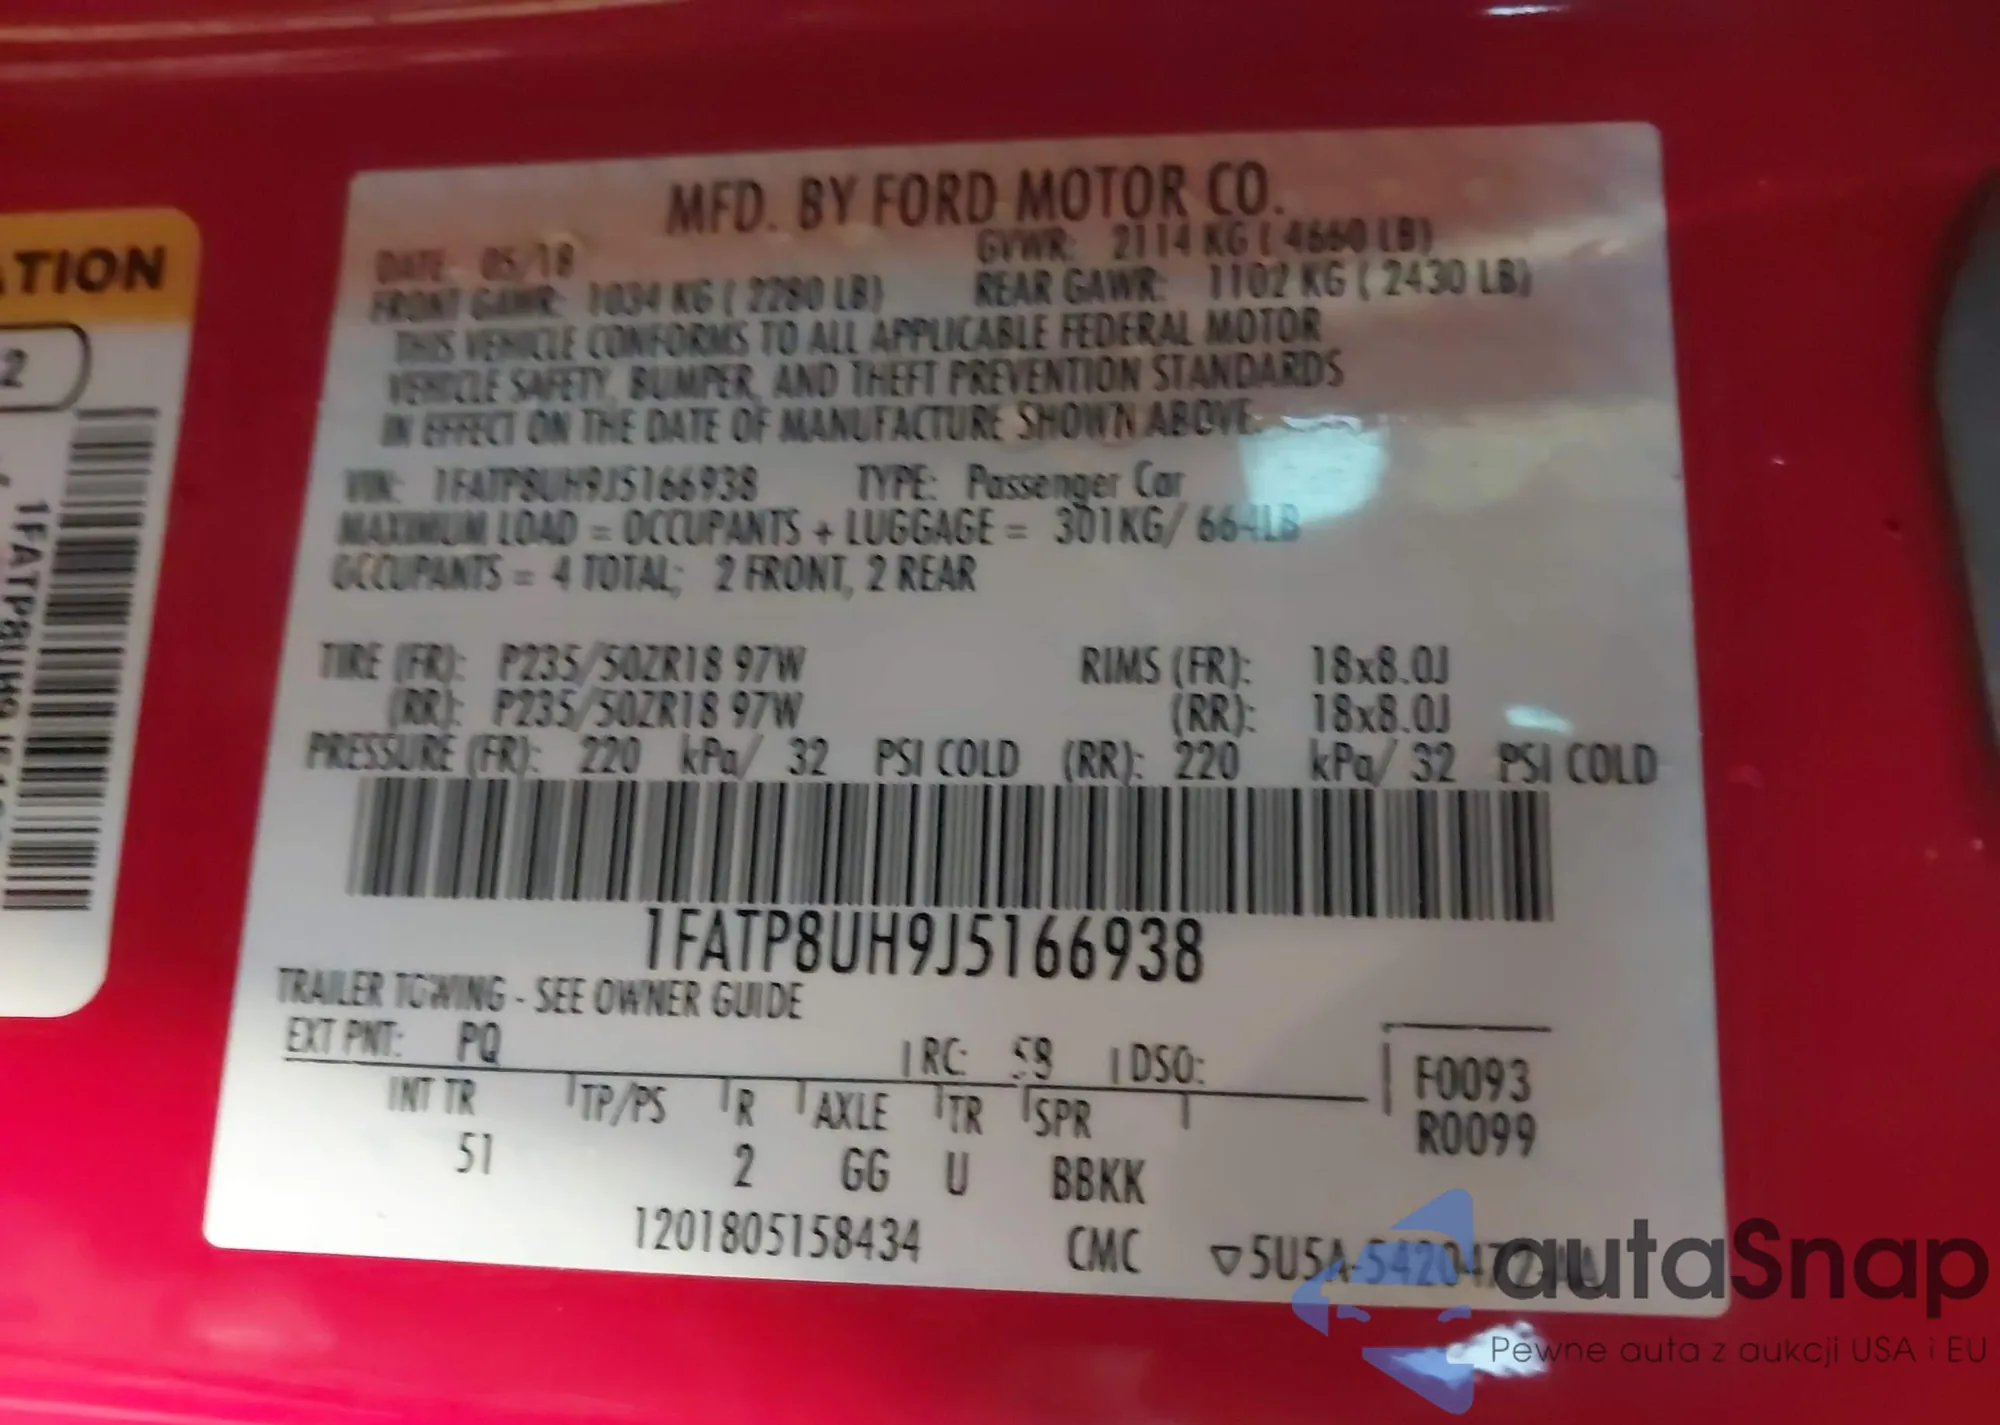 ATION
2
1FATP8UH9J51
MFD. BY FORD MOTOR CO.
DATE: 05/18 GVWR: 2114 KG ( 4660 LB)
FRONT GAWR: 1034 KG ( 2280 LB) REAR GAWR: 1102 KG ( 2430 LB)
THIS VEHICLE CONFORMS TO ALL APPLICABLE FEDERAL MOTOR
VEHICLE SAFETY, BUMPER, AND THEFT PREVENTION STANDARDS
IN EFFECT ON THE DATE OF MANUFACTURE SHOWN ABOVE.
VIN: 1FATP8UH9J5166938 TYPE: Passenger Car
MAXIMUM LOAD = OCCUPANTS + LUGGAGE = 301KG/ 664LB
OCCUPANTS = 4 TOTAL; 2 FRONT, 2 REAR
TIRE (FR): P235/50ZR18 97W RIMS (FR): 18x8.0J
(RR): P235/50ZR18 97W (RR): 18x8.0J
PRESSURE (FR): 220 kPa/ 32 PSI COLD (RR): 220 kPa/ 32 PSI COLD
1FATP8UH9J5166938
TRAILER TOWING - SEE OWNER GUIDE
EXT PNT: PQ RC: 58 DSO: F0093
INT TR TP/PS R AXLE TR SPR R0099
51 2 GG U BBKK
1201805158434 CMC ▽5U5A-5420472-
autaSnap
Pewne auta z aukcji USA i EU